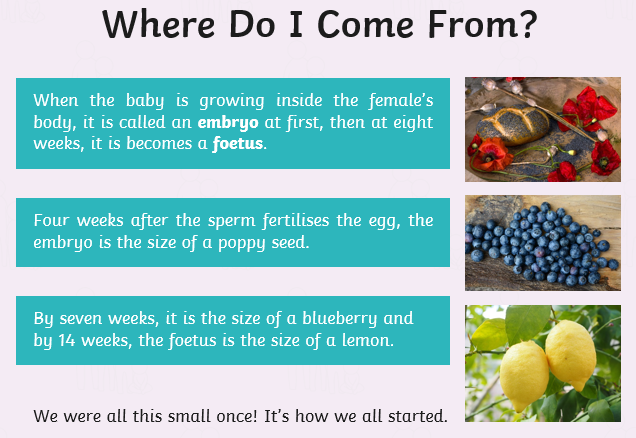 Where Do I Come From?
When the baby is growing inside the female's
body, it is called an embryo at first, then at eight
weeks, it is becomes a foetus.
Four weeks after the sperm fertilises the egg, the
embryo is the size of a poppy seed.
By seven weeks, it is the size of a blueberry and
by 14 weeks, the foetus is the size of a lemon.
We were all this small once! It's how we all started.